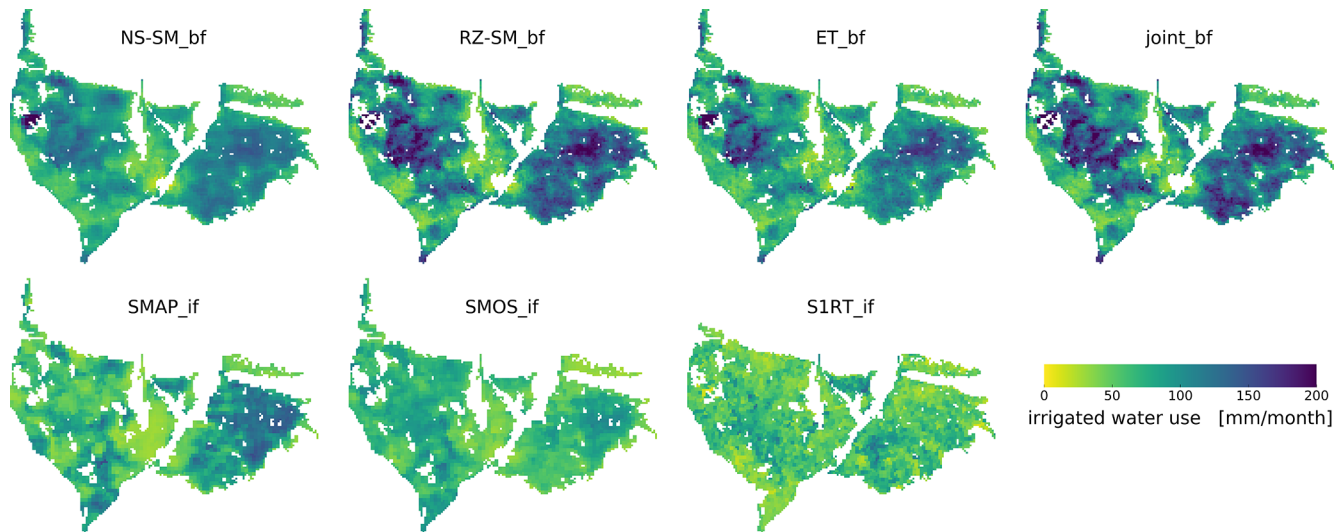 NS-SM_bf
RZ-SM_bf
ET_bf
joint_bf
SMAP_if
SMOS_if
S1RT_if
0 50 100 150 200
irrigated water use [mm/month]